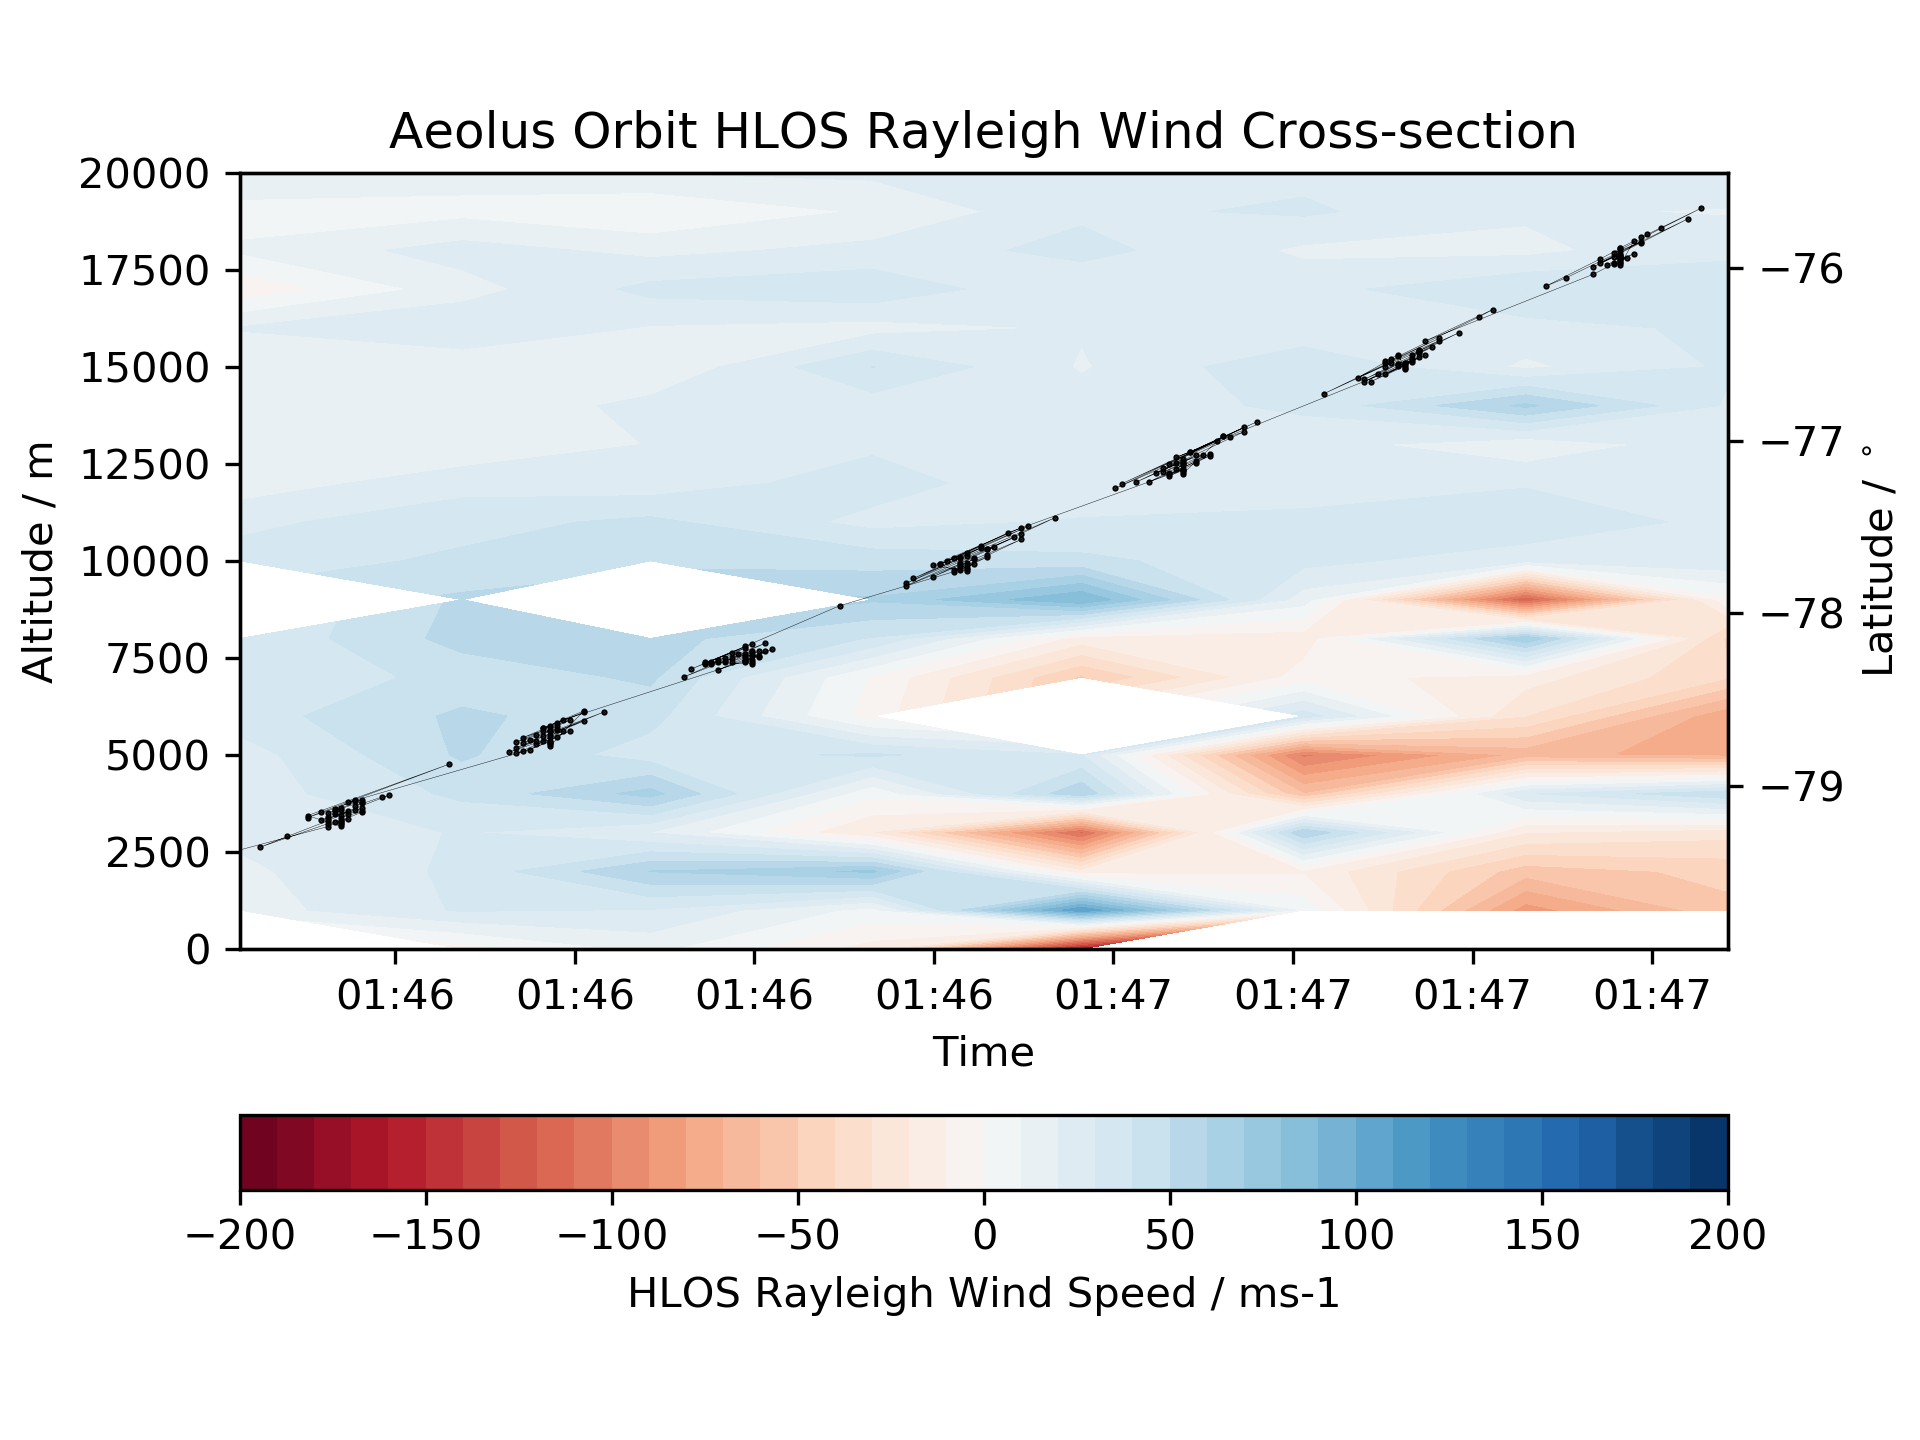 Aeolus Orbit HLOS Rayleigh Wind Cross-section
20000
17500
15000
12500
10000
7500
5000
2500
0
Altitude / m
−76
−77
−78
−79
Latitude / °
01:46 01:46 01:46 01:46 01:47 01:47 01:47 01:47
Time
−200 −150 −100 −50 0 50 100 150 200
HLOS Rayleigh Wind Speed / ms-1